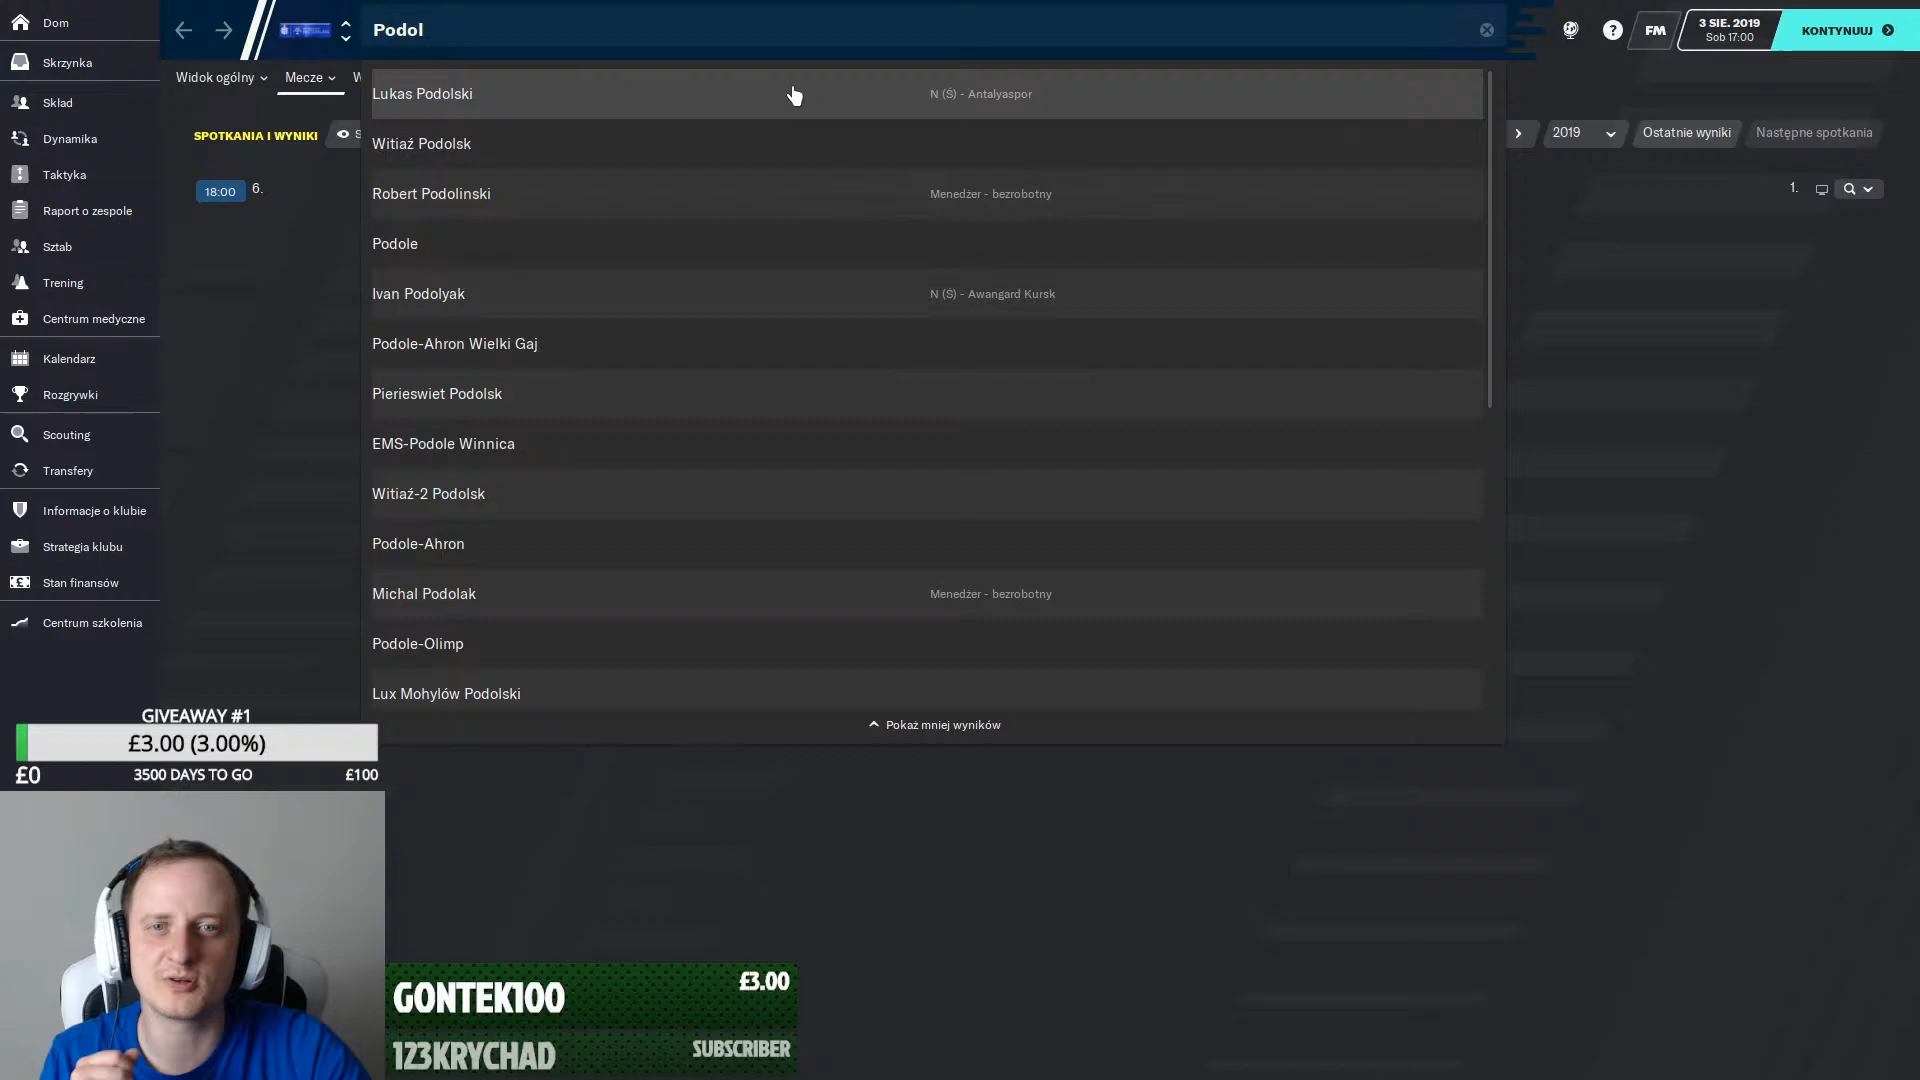 Dom
Skrzynka
Skład
Dynamika
Taktyka
Raport o zespole
Sztab
Trening
Centrum medyczne
Kalendarz
Rozgrywki
Scouting
Transfery
Informacje o klubie
Strategia klubu
Stan finansów
Centrum szkolenia
Podol
FM
3 SIE. 2019
Sob 17:00
KONTYNUUJ
Widok ogólny
Mecze
W
SPOTKANIA I WYNIKI
S
2019
Ostatnie wyniki
Następne spotkania
18:00
6.
1.
Lukas Podolski N (Ś) - Antalyaspor
Witiaź Podolsk
Robert Podolinski Menedżer - bezrobotny
Podole
Ivan Podolyak N (Ś) - Awangard Kursk
Podole-Ahron Wielki Gaj
Pierieswiet Podolsk
EMS-Podole Winnica
Witiaź-2 Podolsk
Podole-Ahron
Michal Podolak Menedżer - bezrobotny
Podole-Olimp
Lux Mohylów Podolski
Pokaż mniej wyników
GIVEAWAY #1
£3.00 (3.00%)
£0 3500 DAYS TO GO £100
GONTEK100 £3.00
123KRYCHAD SUBSCRIBER